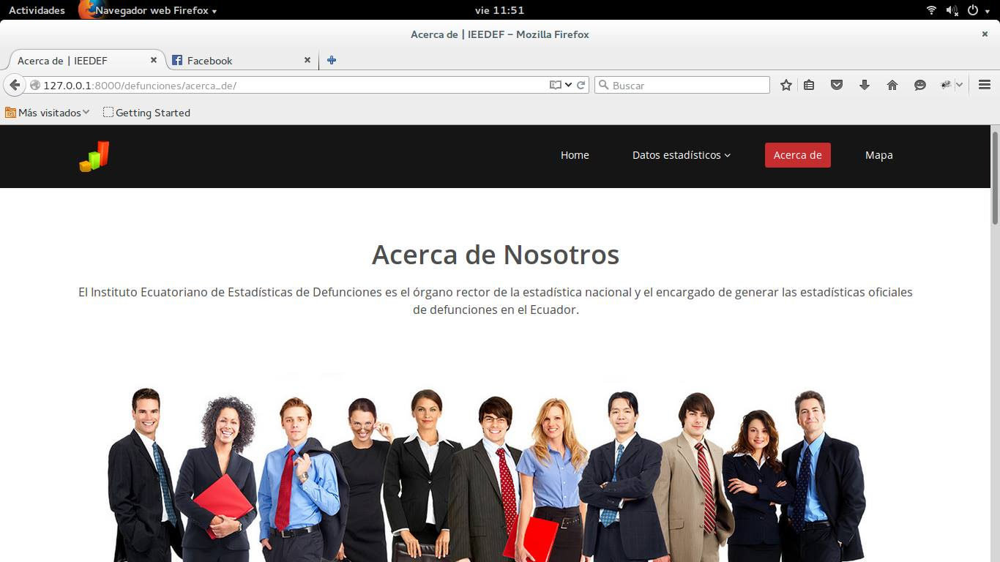 Actividades Navegador web Firefox vie 11:51
Acerca de | IEEDEF – Mozilla Firefox
Acerca de | IEEDEF Facebook
127.0.0.1:8000/defunciones/acerca_de/ Buscar
Más visitados Getting Started
Home Datos estadísticos Acerca de Mapa
Acerca de Nosotros
El Instituto Ecuatoriano de Estadísticas de Defunciones es el órgano rector de la estadística nacional y el encargado de generar las estadísticas oficiales
de defunciones en el Ecuador.